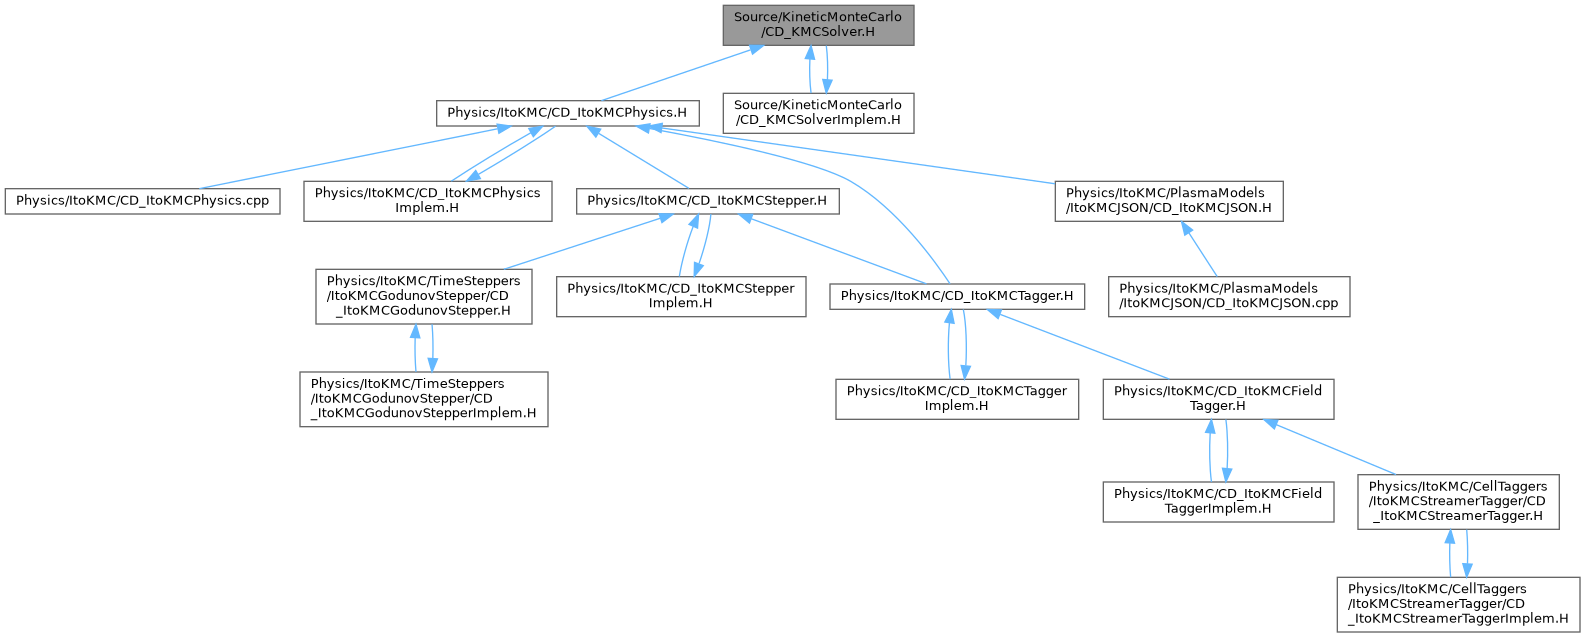 Source/KineticMonteCarlo
/CD_KMCSolver.H
Physics/ItoKMC/CD_ItoKMCPhysics.H
Source/KineticMonteCarlo
/CD_KMCSolverImplem.H
Physics/ItoKMC/CD_ItoKMCPhysics.cpp
Physics/ItoKMC/CD_ItoKMCPhysics
Implem.H
Physics/ItoKMC/CD_ItoKMCStepper.H
Physics/ItoKMC/PlasmaModels
/ItoKMCJSON/CD_ItoKMCJSON.H
Physics/ItoKMC/TimeSteppers
/ItoKMCGodunovStepper/CD
_ItoKMCGodunovStepper.H
Physics/ItoKMC/CD_ItoKMCStepper
Implem.H
Physics/ItoKMC/CD_ItoKMCTagger.H
Physics/ItoKMC/PlasmaModels
/ItoKMCJSON/CD_ItoKMCJSON.cpp
Physics/ItoKMC/TimeSteppers
/ItoKMCGodunovStepper/CD
_ItoKMCGodunovStepperImplem.H
Physics/ItoKMC/CD_ItoKMCTagger
Implem.H
Physics/ItoKMC/CD_ItoKMCField
Tagger.H
Physics/ItoKMC/CD_ItoKMCField
TaggerImplem.H
Physics/ItoKMC/CellTaggers
/ItoKMCStreamerTagger/CD
_ItoKMCStreamerTagger.H
Physics/ItoKMC/CellTaggers
/ItoKMCStreamerTagger/CD
_ItoKMCStreamerTaggerImplem.H